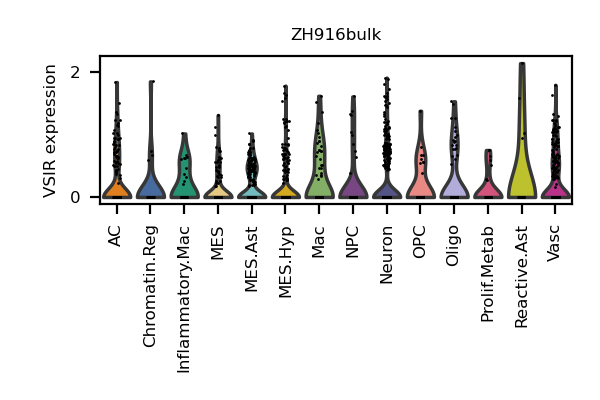 ZH916bulk
VSIR expression
2
0
AC
Chromatin.Reg
Inflammatory.Mac
MES
MES.Ast
MES.Hyp
Mac
NPC
Neuron
OPC
Oligo
Prolif.Metab
Reactive.Ast
Vasc